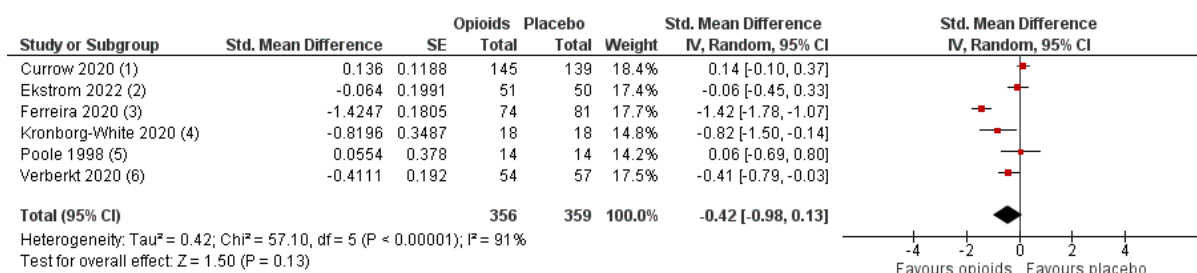 Opioids Placebo Std. Mean Difference Std. Mean Difference
Study or Subgroup Std. Mean Difference SE Total Total Weight IV, Random, 95% CI IV, Random, 95% CI
Currow 2020 (1) 0.136 0.1188 145 139 18.4% 0.14 [-0.10, 0.37]
Ekstrom 2022 (2) -0.064 0.1991 51 50 17.4% -0.06 [-0.45, 0.33]
Ferreira 2020 (3) -1.4247 0.1805 74 81 17.7% -1.42 [-1.78, -1.07]
Kronborg-White 2020 (4) -0.8196 0.3487 18 18 14.8% -0.82 [-1.50, -0.14]
Poole 1998 (5) 0.0554 0.378 14 14 14.2% 0.06 [-0.69, 0.80]
Verberkt 2020 (6) -0.4111 0.192 54 57 17.5% -0.41 [-0.79, -0.03]
Total (95% CI) 356 359 100.0% -0.42 [-0.98, 0.13]
Heterogeneity: Tau² = 0.42; Chi² = 57.10, df = 5 (P < 0.00001); I² = 91%
Test for overall effect: Z = 1.50 (P = 0.13)
-4 -2 0 2 4
Favours opioids Favours placebo